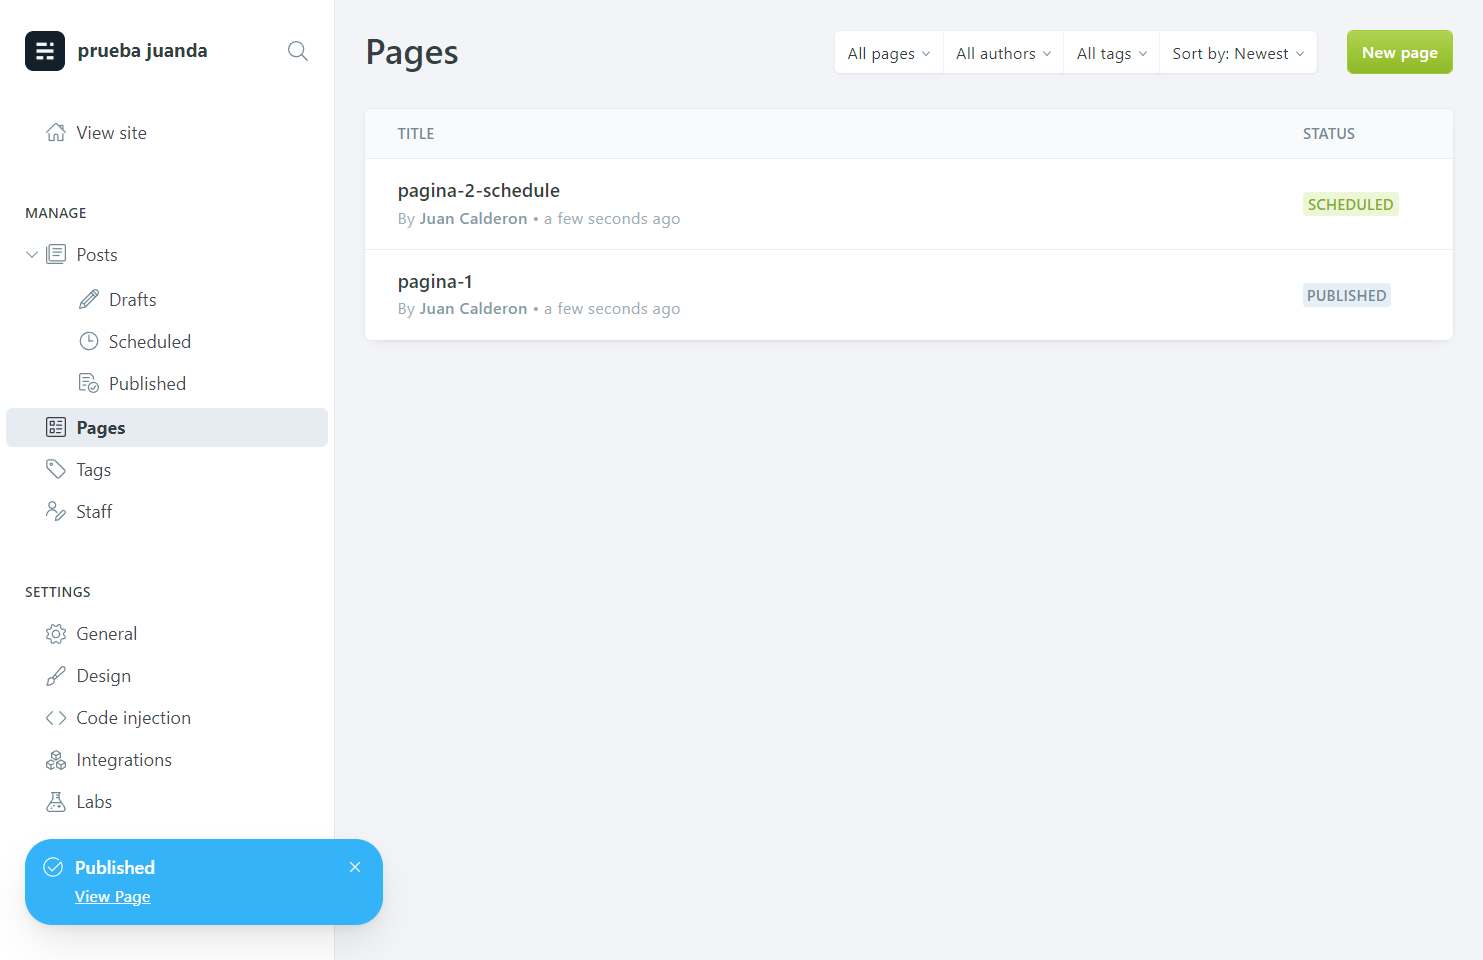 prueba juanda
View site
MANAGE
Posts
Drafts
Scheduled
Published
Pages
Tags
Staff
SETTINGS
General
Design
Code injection
Integrations
Labs
Published
View Page
Pages
All pages
All authors
All tags
Sort by: Newest
New page
TITLE
STATUS
pagina-2-schedule
By Juan Calderon • a few seconds ago
SCHEDULED
pagina-1
By Juan Calderon • a few seconds ago
PUBLISHED